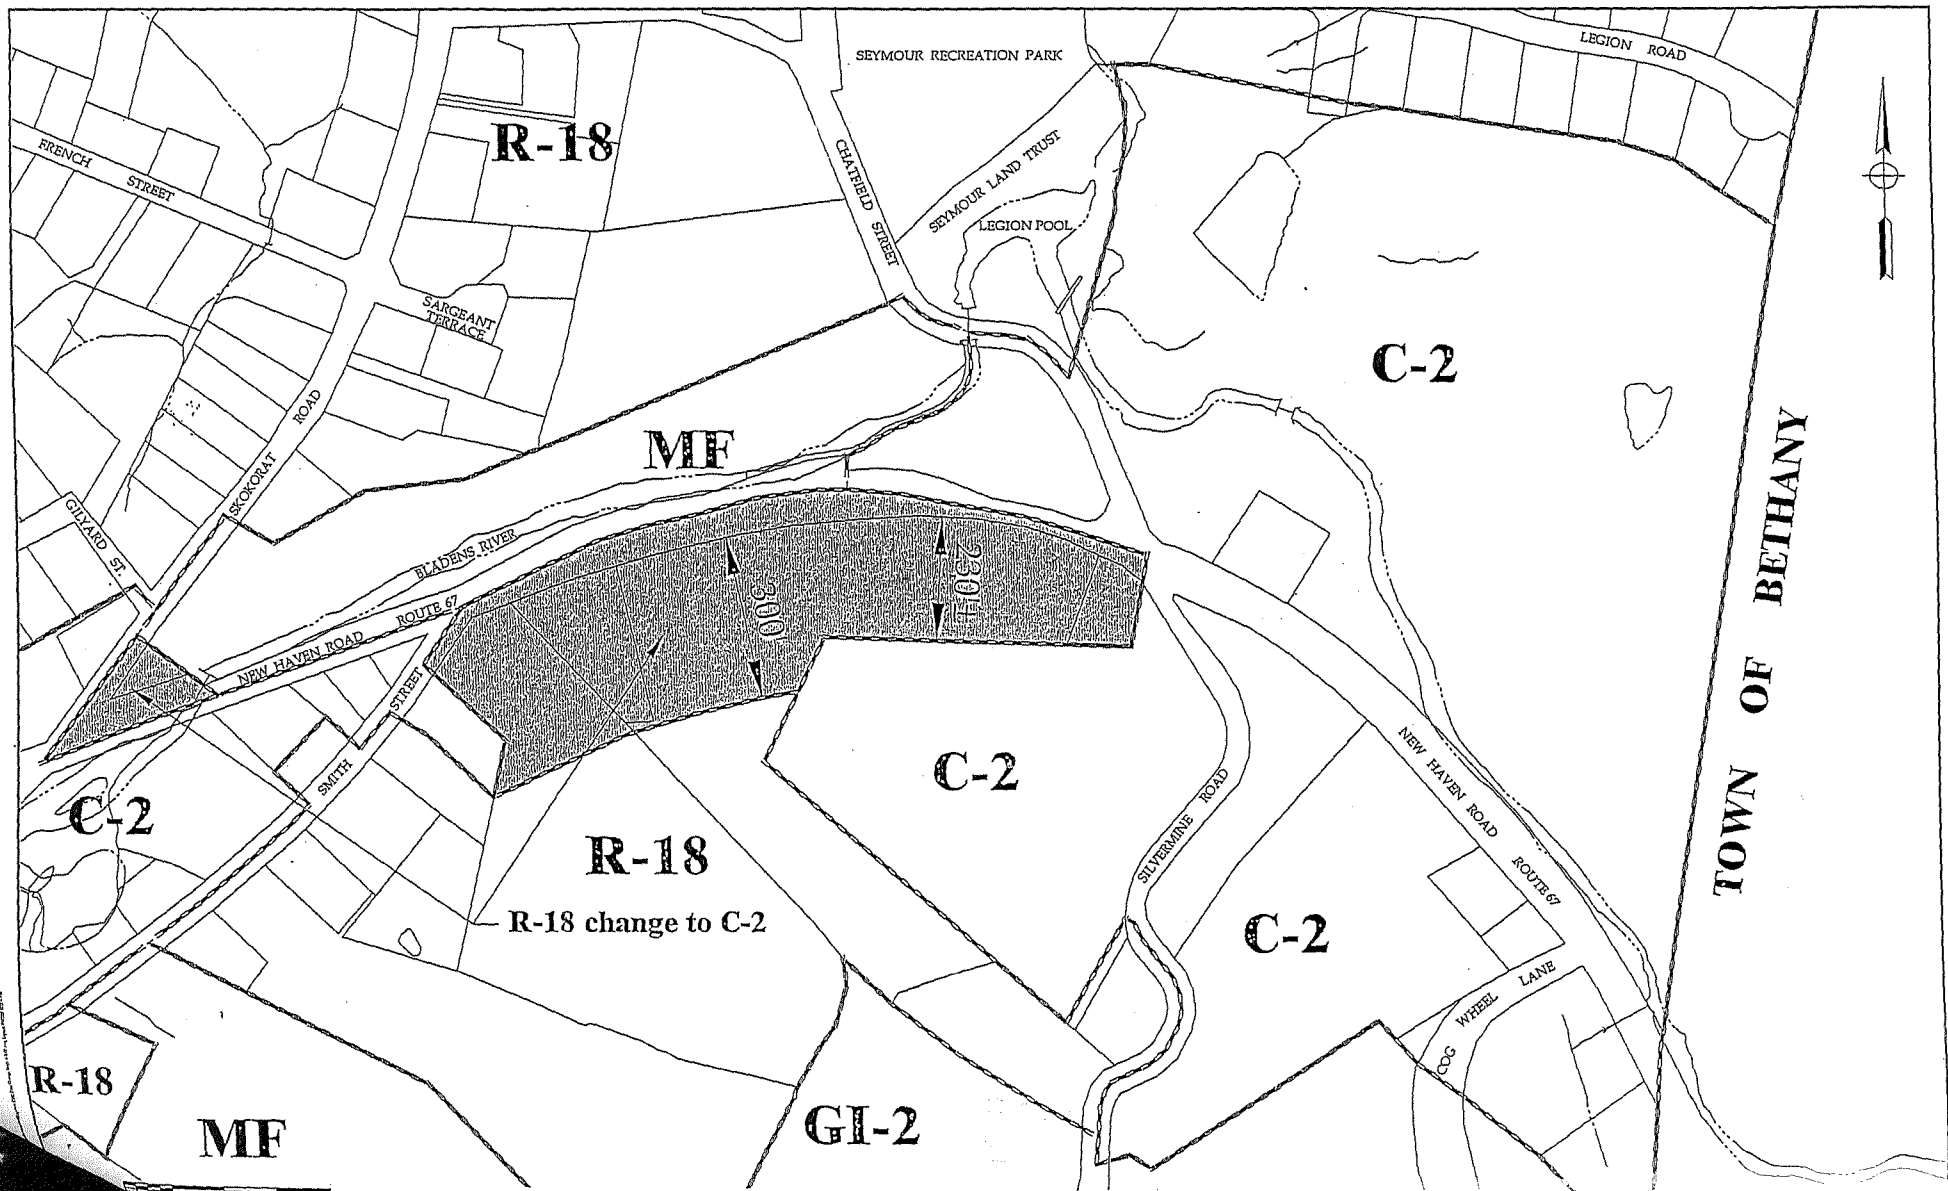 SEYMOUR RECREATION PARK
LEGION ROAD
R-18
FRENCH STREET
CHATFIELD STREET
SEYMOUR LAND TRUST
LEGION POOL
SARGEANT
TERRACE
C-2
SKOKORAT ROAD
MF
GILYARD ST.
BLADENS RIVER
NEW HAVEN ROAD ROUTE 67
300'
230'±
SMITH STREET
TOWN OF BETHANY
C-2
C-2
R-18
R-18 change to C-2
SILVERMINE ROAD
NEW HAVEN ROAD ROUTE 67
C-2
COG WHEEL LANE
R-18
MF
GI-2